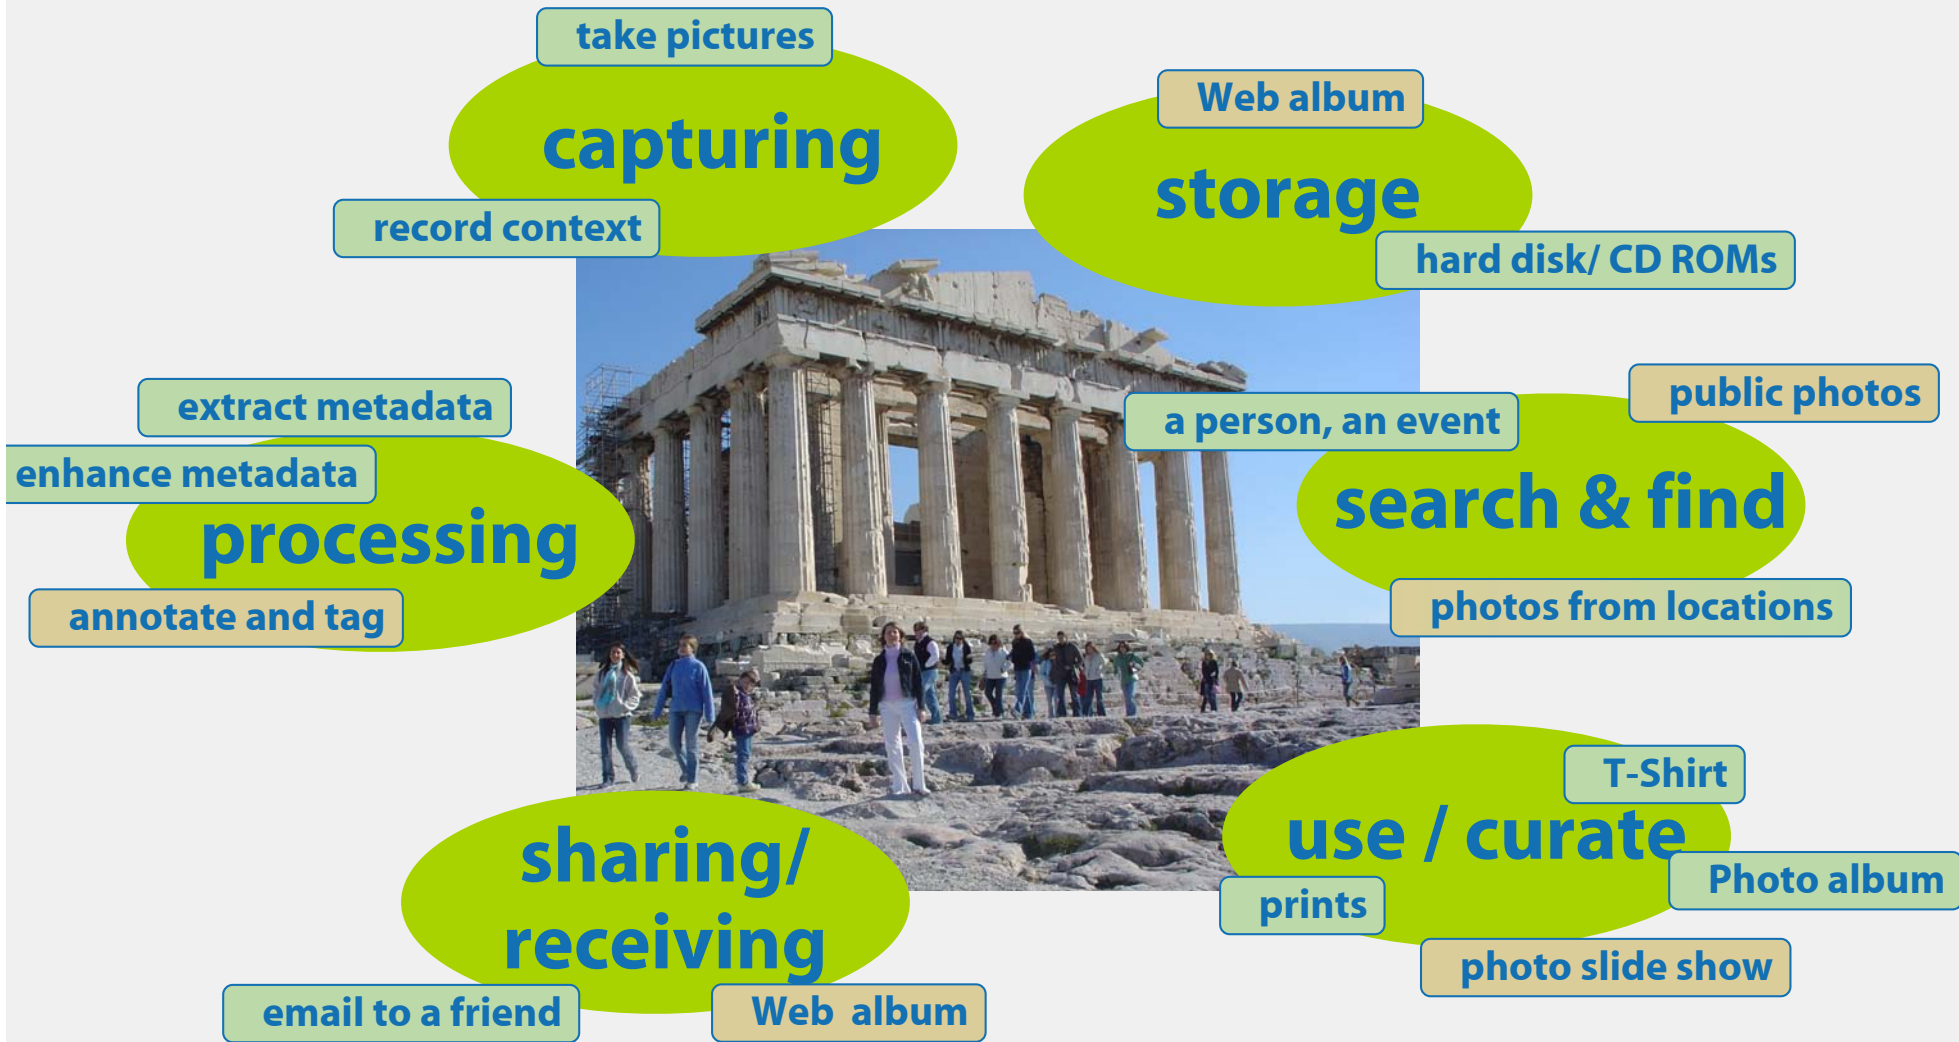 take pictures
capturing
record context
Web album
storage
hard disk/ CD ROMs
extract metadata
enhance metadata
processing
annotate and tag
a person, an event
public photos
search & find
photos from locations
T-Shirt
use / curate
Photo album
prints
photo slide show
sharing/
receiving
email to a friend
Web album